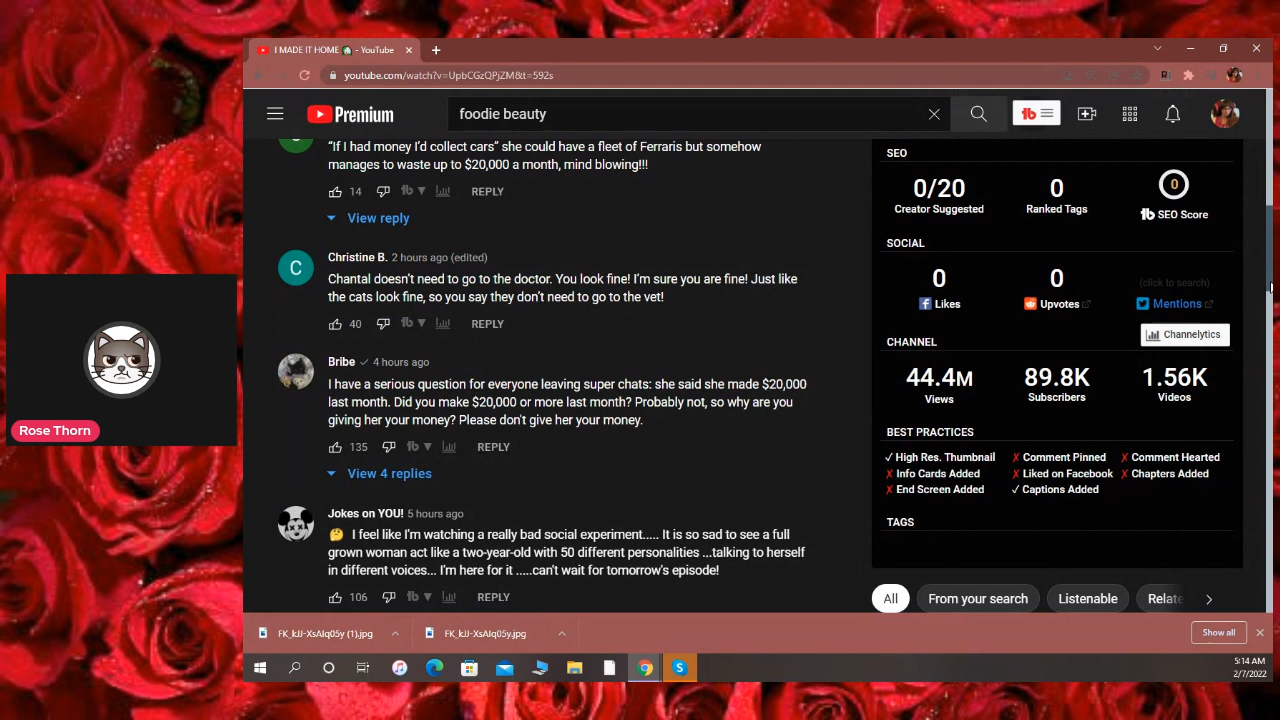 I MADE IT HOME 🏠 - YouTube
youtube.com/watch?v=UpbCGzQPjZM&t=592s
Premium
foodie beauty
tb
"If I had money I'd collect cars" she could have a fleet of Ferraris but somehow
manages to waste up to $20,000 a month, mind blowing!!!
14 tb REPLY
View reply
C
Christine B. 2 hours ago (edited)
Chantal doesn't need to go to the doctor. You look fine! I'm sure you are fine! Just like
the cats look fine, so you say they don't need to go to the vet!
40 tb REPLY
Bribe ✓ 4 hours ago
I have a serious question for everyone leaving super chats: she said she made $20,000
last month. Did you make $20,000 or more last month? Probably not, so why are you
giving her your money? Please don't give her your money.
135 tb REPLY
View 4 replies
Jokes on YOU! 5 hours ago
🤔 I feel like I'm watching a really bad social experiment..... It is so sad to see a full
grown woman act like a two-year-old with 50 different personalities ...talking to herself
in different voices... I'm here for it .....can't wait for tomorrow's episode!
106 tb REPLY
SEO
0/20 0 0
Creator Suggested Ranked Tags tb SEO Score
SOCIAL
0 0 (click to search)
Likes Upvotes Mentions
Channelytics
CHANNEL
44.4M 89.8K 1.56K
Views Subscribers Videos
BEST PRACTICES
✓ High Res. Thumbnail ✗ Comment Pinned ✗ Comment Hearted
✗ Info Cards Added ✗ Liked on Facebook ✗ Chapters Added
✗ End Screen Added ✓ Captions Added
TAGS
All From your search Listenable Relate
Rose Thorn
FK_kJJ-XsAIq05y (1).jpg FK_kJJ-XsAIq05y.jpg Show all
5:14 AM
2/7/2022